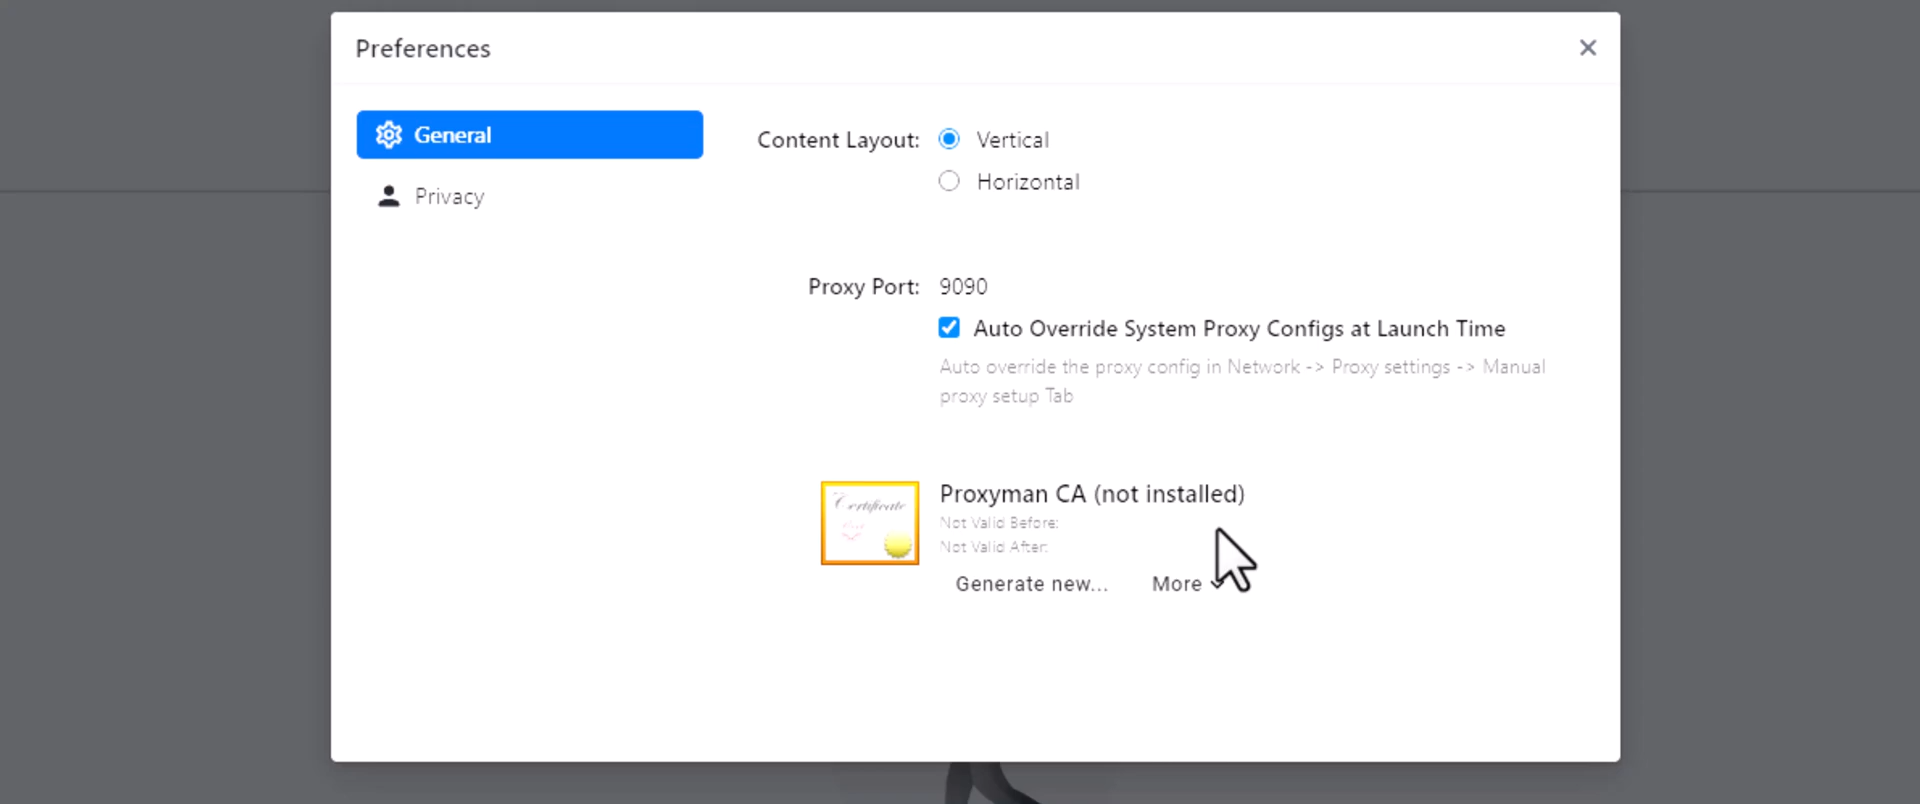 Preferences
General
Privacy
Content Layout:
Vertical
Horizontal
Proxy Port:
9090
Auto Override System Proxy Configs at Launch Time
Auto override the proxy config in Network -> Proxy settings -> Manual
proxy setup Tab
Certificate
Proxyman CA (not installed)
Not Valid Before:
Not Valid After:
Generate new...
More